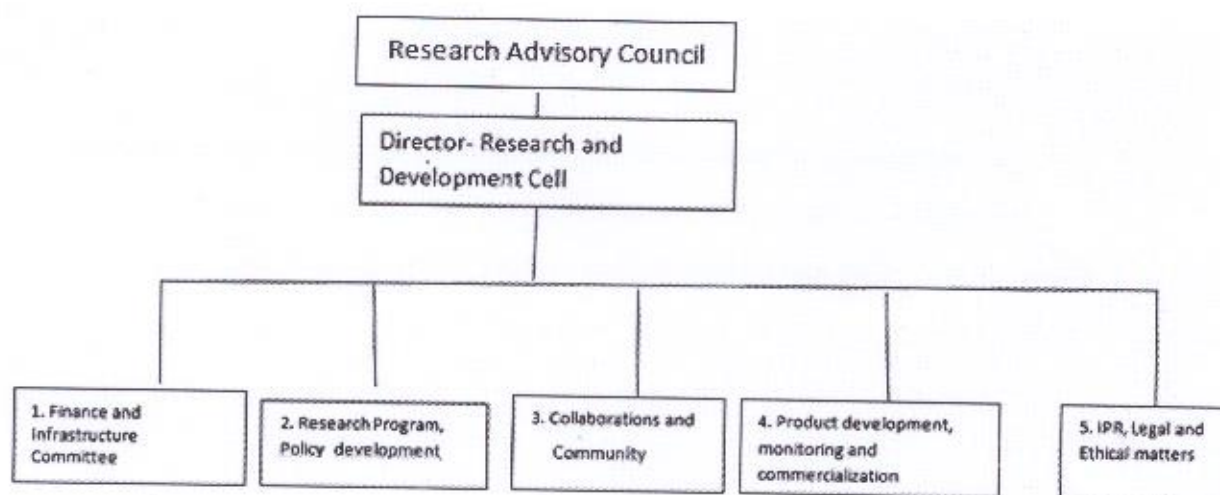 Research Advisory Council
Director- Research and
Development Cell
1. Finance and
Infrastructure
Committee
2. Research Program,
Policy development
3. Collaborations and
Community
4. Product development,
monitoring and
commercialization
5. IPR, Legal and
Ethical matters